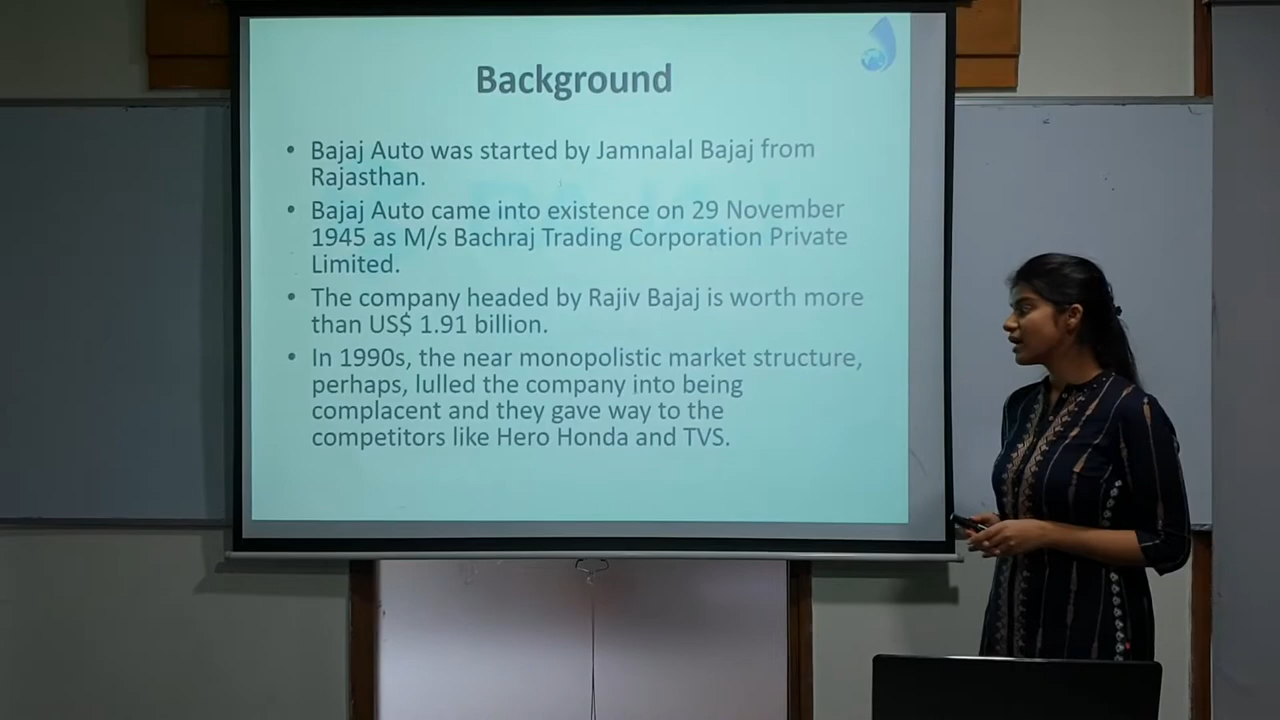 Background
• Bajaj Auto was started by Jamnalal Bajaj from
Rajasthan.
• Bajaj Auto came into existence on 29 November
1945 as M/s Bachraj Trading Corporation Private
Limited.
• The company headed by Rajiv Bajaj is worth more
than US$ 1.91 billion.
• In 1990s, the near monopolistic market structure,
perhaps, lulled the company into being
complacent and they gave way to the
competitors like Hero Honda and TVS.